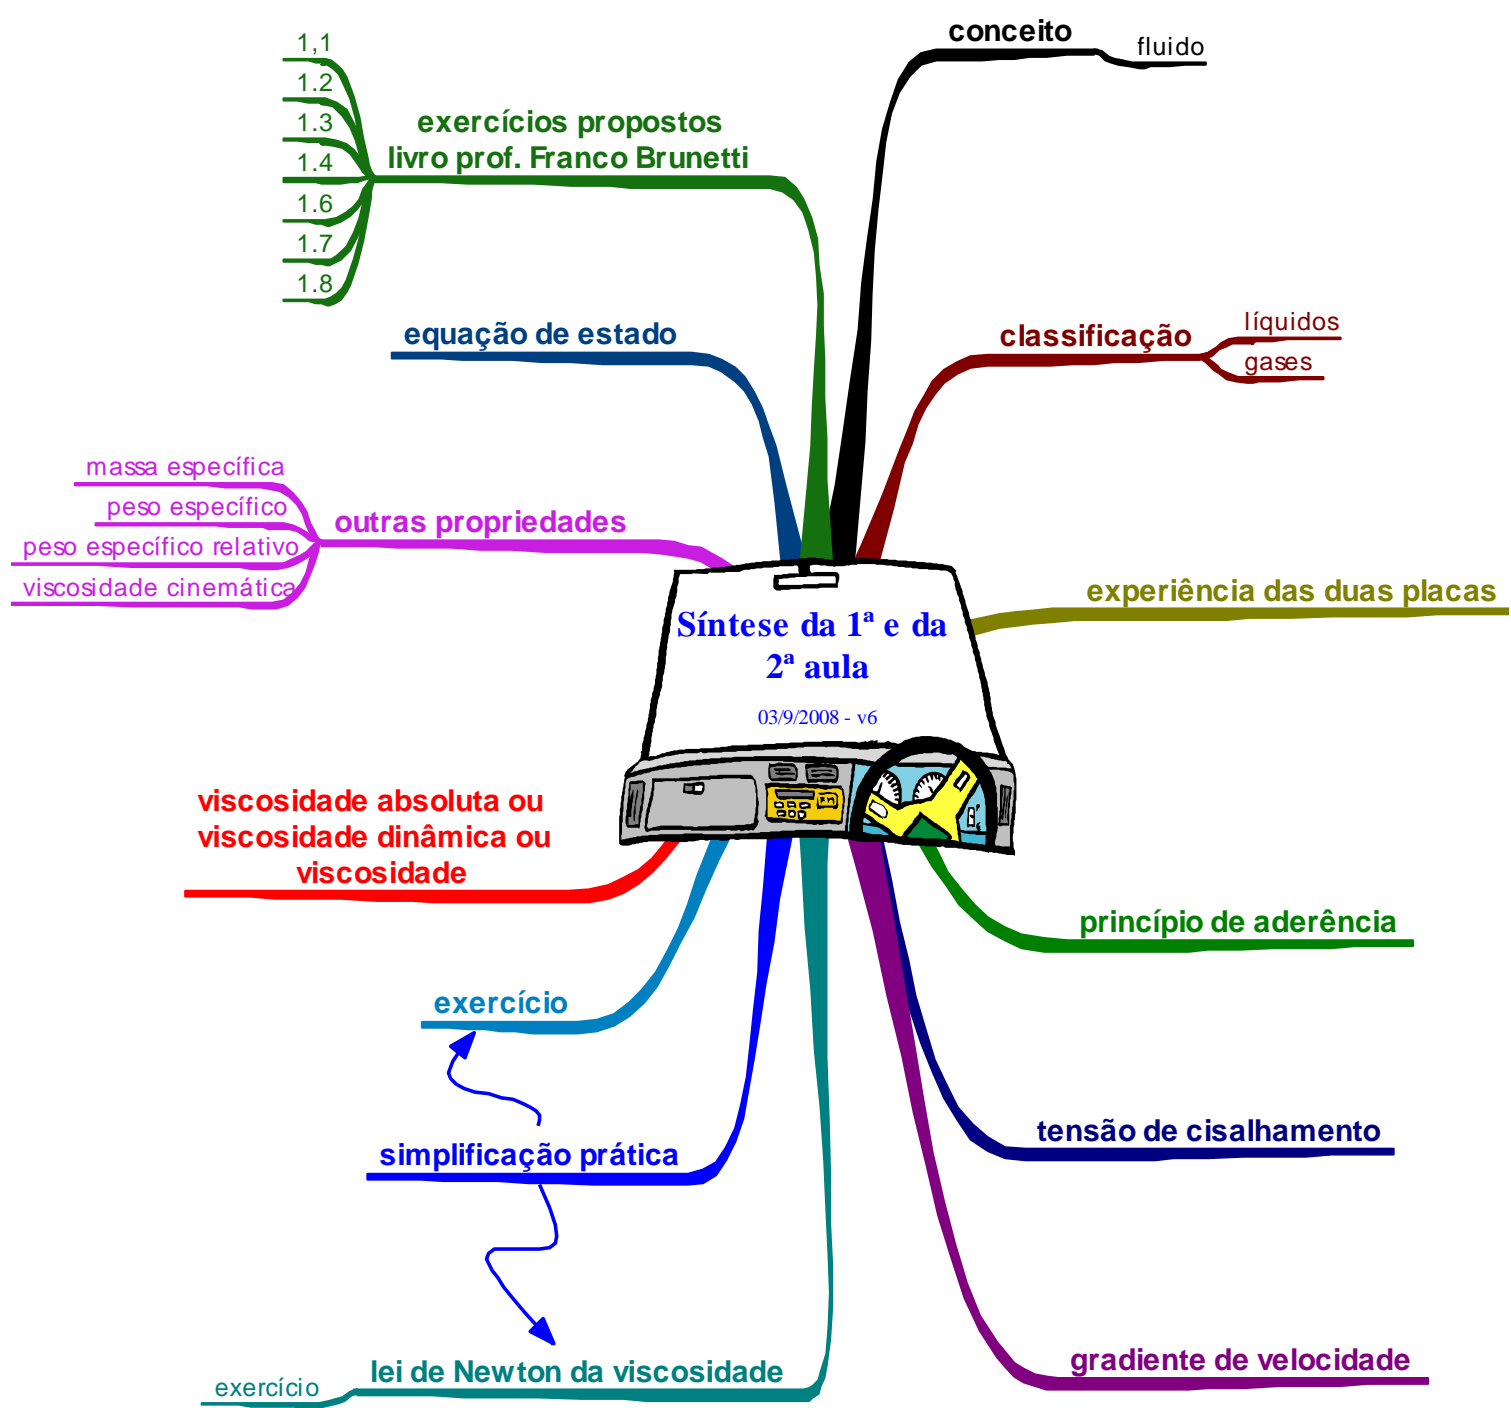 Síntese da 1ª e da
2ª aula
03/9/2008 - v6
conceito
fluido
classificação
líquidos
gases
experiência das duas placas
princípio de aderência
tensão de cisalhamento
gradiente de velocidade
lei de Newton da viscosidade
exercício
simplificação prática
exercício
viscosidade absoluta ou
viscosidade dinâmica ou
viscosidade
outras propriedades
massa específica
peso específico
peso específico relativo
viscosidade cinemática
equação de estado
exercícios propostos
livro prof. Franco Brunetti
1,1
1.2
1.3
1.4
1.6
1.7
1.8